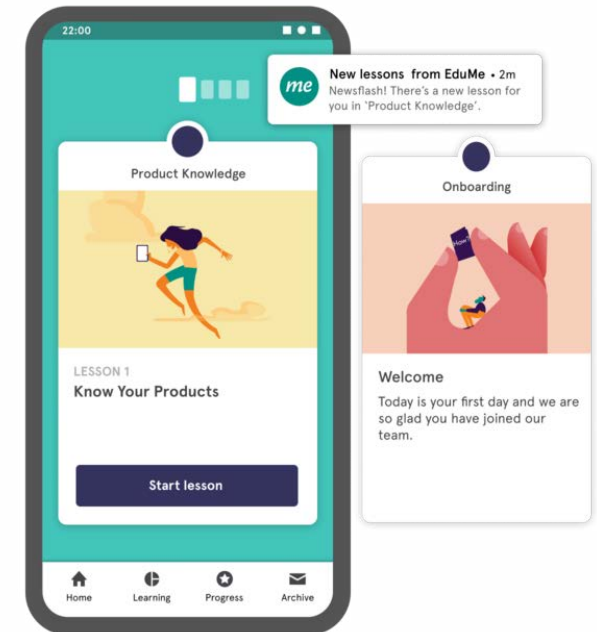 22:00
me
New lessons from EduMe • 2m
Newsflash! There's a new lesson for
you in 'Product Knowledge'.
Product Knowledge
LESSON 1
Know Your Products
Start lesson
Home
Learning
Progress
Archive
Onboarding
How?
Welcome
Today is your first day and we are
so glad you have joined our
team.